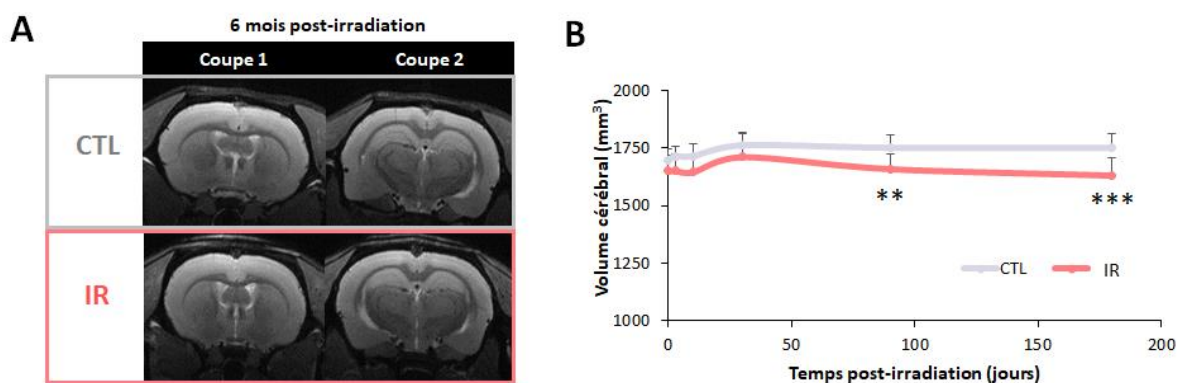 A
6 mois post-irradiation
Coupe 1 Coupe 2
CTL
IR
B
Volume cérébral (mm³)
2000
1750
1500
1250
1000
**
***
CTL IR
0 50 100 150 200
Temps post-irradiation (jours)